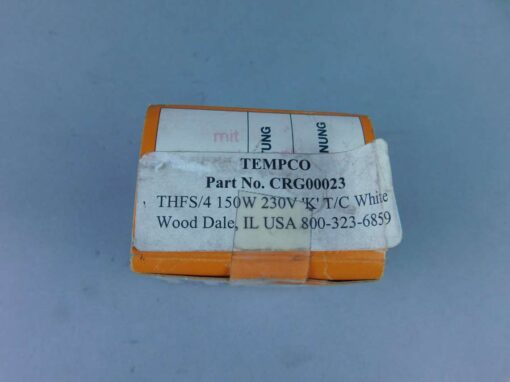 mit
TUNG
NUNG
TEMPCO
Part No. CRG00023
THFS/4 150W 230V 'K' T/C White
Wood Dale, IL USA 800-323-6859